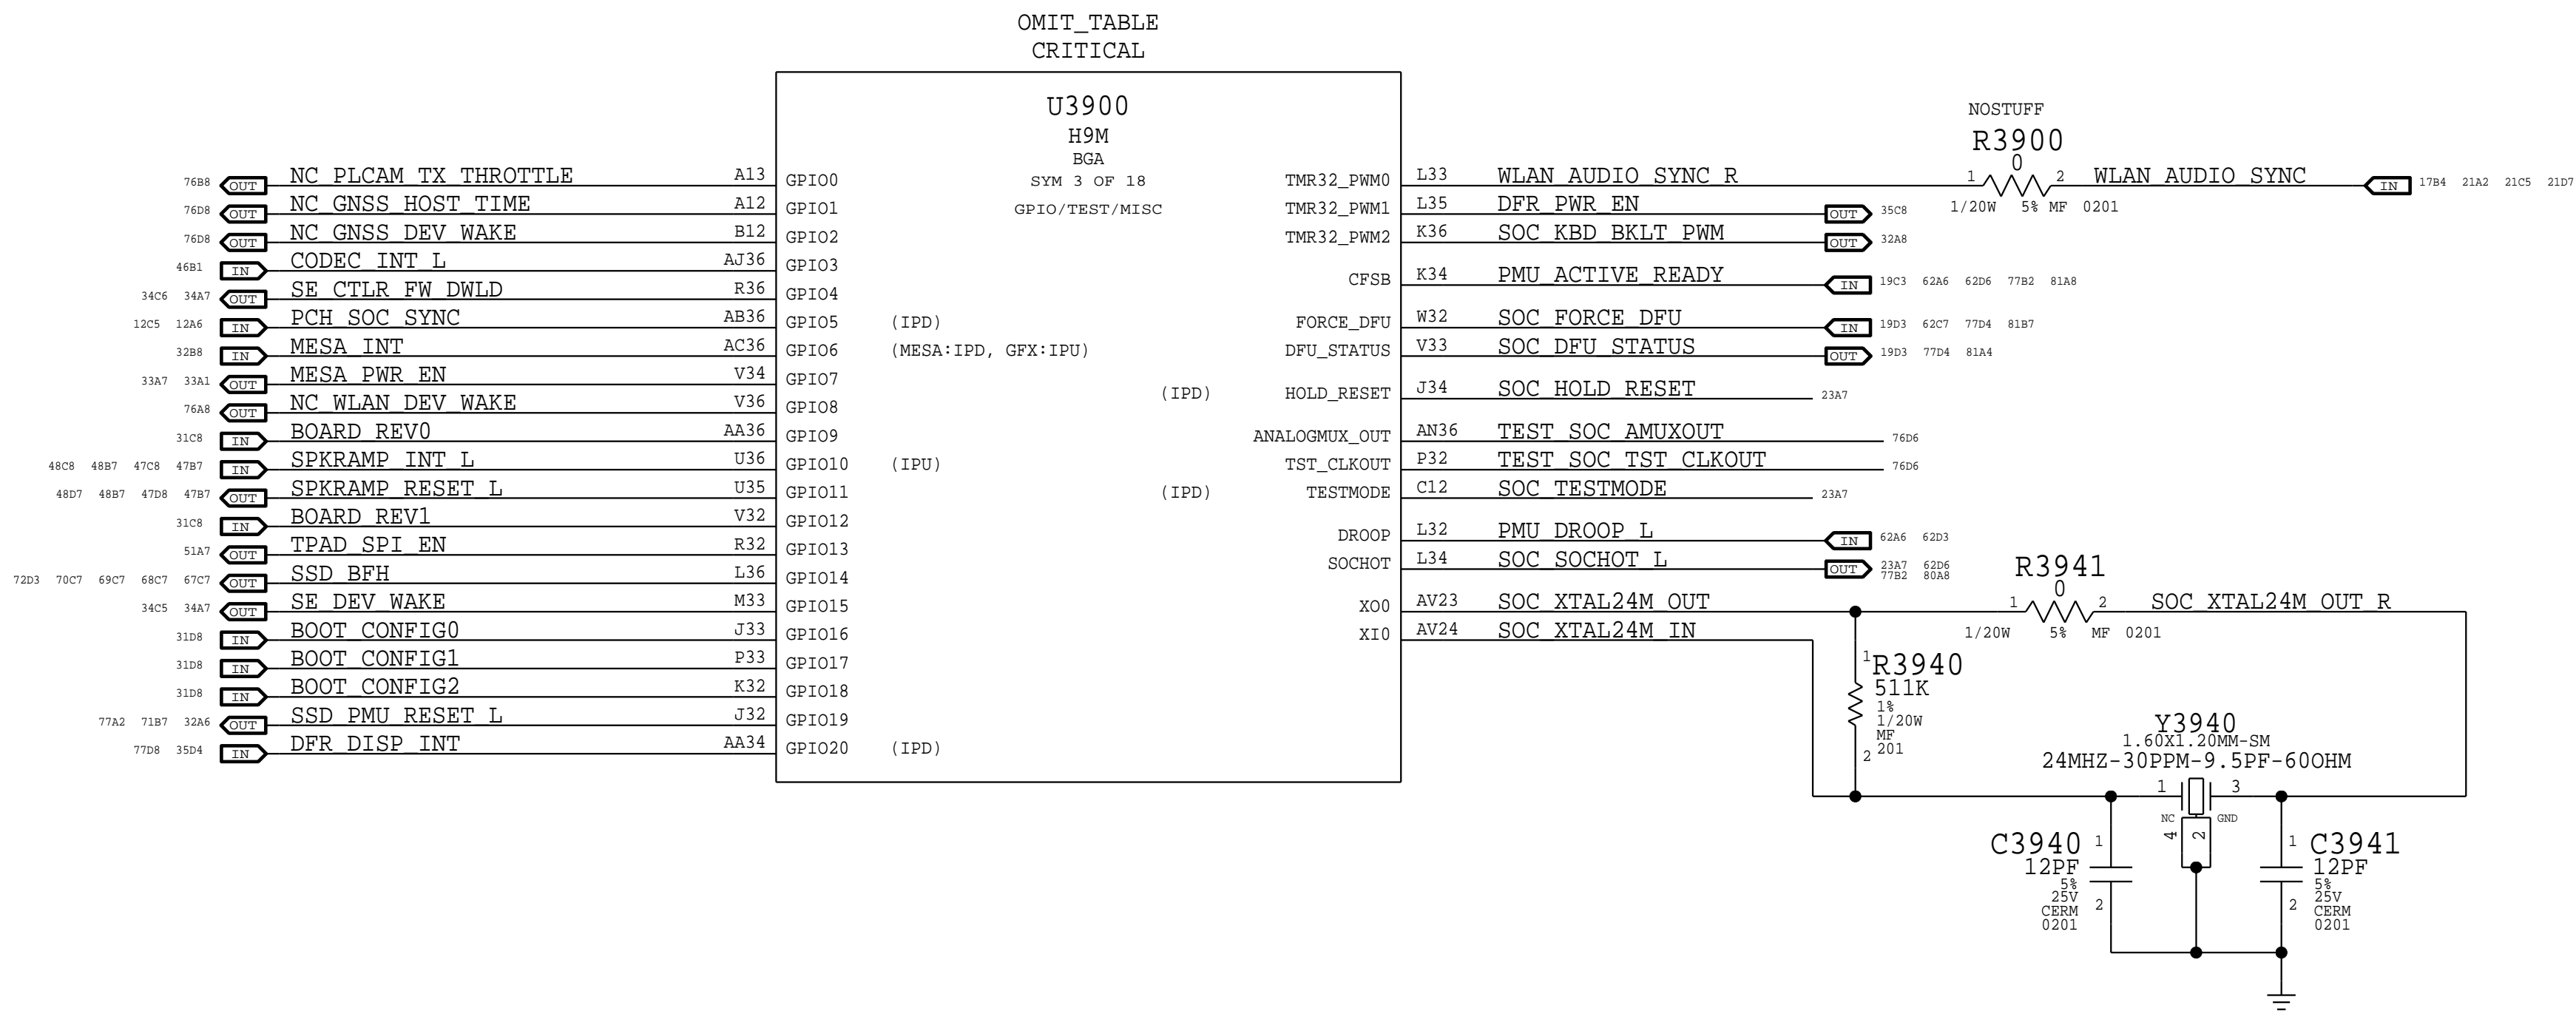 OMIT_TABLE
CRITICAL
U3900
H9M
BGA
SYM 3 OF 18
GPIO/TEST/MISC
76B8 OUT NC_PLCAM_TX_THROTTLE A13 GPIO0
76D8 OUT NC_GNSS_HOST_TIME A12 GPIO1
76D8 OUT NC_GNSS_DEV_WAKE B12 GPIO2
46B1 IN CODEC_INT_L AJ36 GPIO3
34C6 34A7 OUT SE_CTLR_FW_DWLD R36 GPIO4
12C5 12A6 IN PCH_SOC_SYNC AB36 GPIO5 (IPD)
32B8 IN MESA_INT AC36 GPIO6 (MESA:IPD, GFX:IPU)
33A7 33A1 OUT MESA_PWR_EN V34 GPIO7
76A8 OUT NC_WLAN_DEV_WAKE V36 GPIO8
31C8 IN BOARD_REV0 AA36 GPIO9
48C8 48B7 47C8 47B7 IN SPKRAMP_INT_L U36 GPIO10 (IPU)
48D7 48B7 47D8 47B7 OUT SPKRAMP_RESET_L U35 GPIO11
31C8 IN BOARD_REV1 V32 GPIO12
51A7 OUT TPAD_SPI_EN R32 GPIO13
72D3 70C7 69C7 68C7 67C7 OUT SSD_BFH L36 GPIO14
34C5 34A7 OUT SE_DEV_WAKE M33 GPIO15
31D8 IN BOOT_CONFIG0 J33 GPIO16
31D8 IN BOOT_CONFIG1 P33 GPIO17
31D8 IN BOOT_CONFIG2 K32 GPIO18
77A2 71B7 32A6 OUT SSD_PMU_RESET_L J32 GPIO19
77D8 35D4 IN DFR_DISP_INT AA34 GPIO20 (IPD)
NOSTUFF
R3900
0
TMR32_PWM0 L33 WLAN_AUDIO_SYNC_R 1 2 WLAN_AUDIO_SYNC IN 17B4 21A2 21C5 21D7
1/20W 5% MF 0201
TMR32_PWM1 L35 DFR_PWR_EN OUT 35C8
TMR32_PWM2 K36 SOC_KBD_BKLT_PWM OUT 32A8
CFSB K34 PMU_ACTIVE_READY IN 19C3 62A6 62D6 77B2 81A8
FORCE_DFU W32 SOC_FORCE_DFU IN 19D3 62C7 77D4 81B7
DFU_STATUS V33 SOC_DFU_STATUS OUT 19D3 77D4 81A4
(IPD) HOLD_RESET J34 SOC_HOLD_RESET 23A7
ANALOGMUX_OUT AN36 TEST_SOC_AMUXOUT 76D6
TST_CLKOUT P32 TEST_SOC_TST_CLKOUT 76D6
(IPD) TESTMODE C12 SOC_TESTMODE 23A7
DROOP L32 PMU_DROOP_L IN 62A6 62D3
SOCHOT L34 SOC_SOCHOT_L OUT 23A7 62D6
77B2 80A8
R3941
0
XO0 AV23 SOC_XTAL24M_OUT 1 2 SOC_XTAL24M_OUT_R
1/20W 5% MF 0201
XI0 AV24 SOC_XTAL24M_IN
1 R3940
511K
1%
1/20W
MF
2 201
Y3940
1.60X1.20MM-SM
24MHZ-30PPM-9.5PF-60OHM
1 3
NC GND
4 2
C3940 1
12PF
5%
25V
CERM 2
0201
1 C3941
12PF
5%
25V
2 CERM
0201